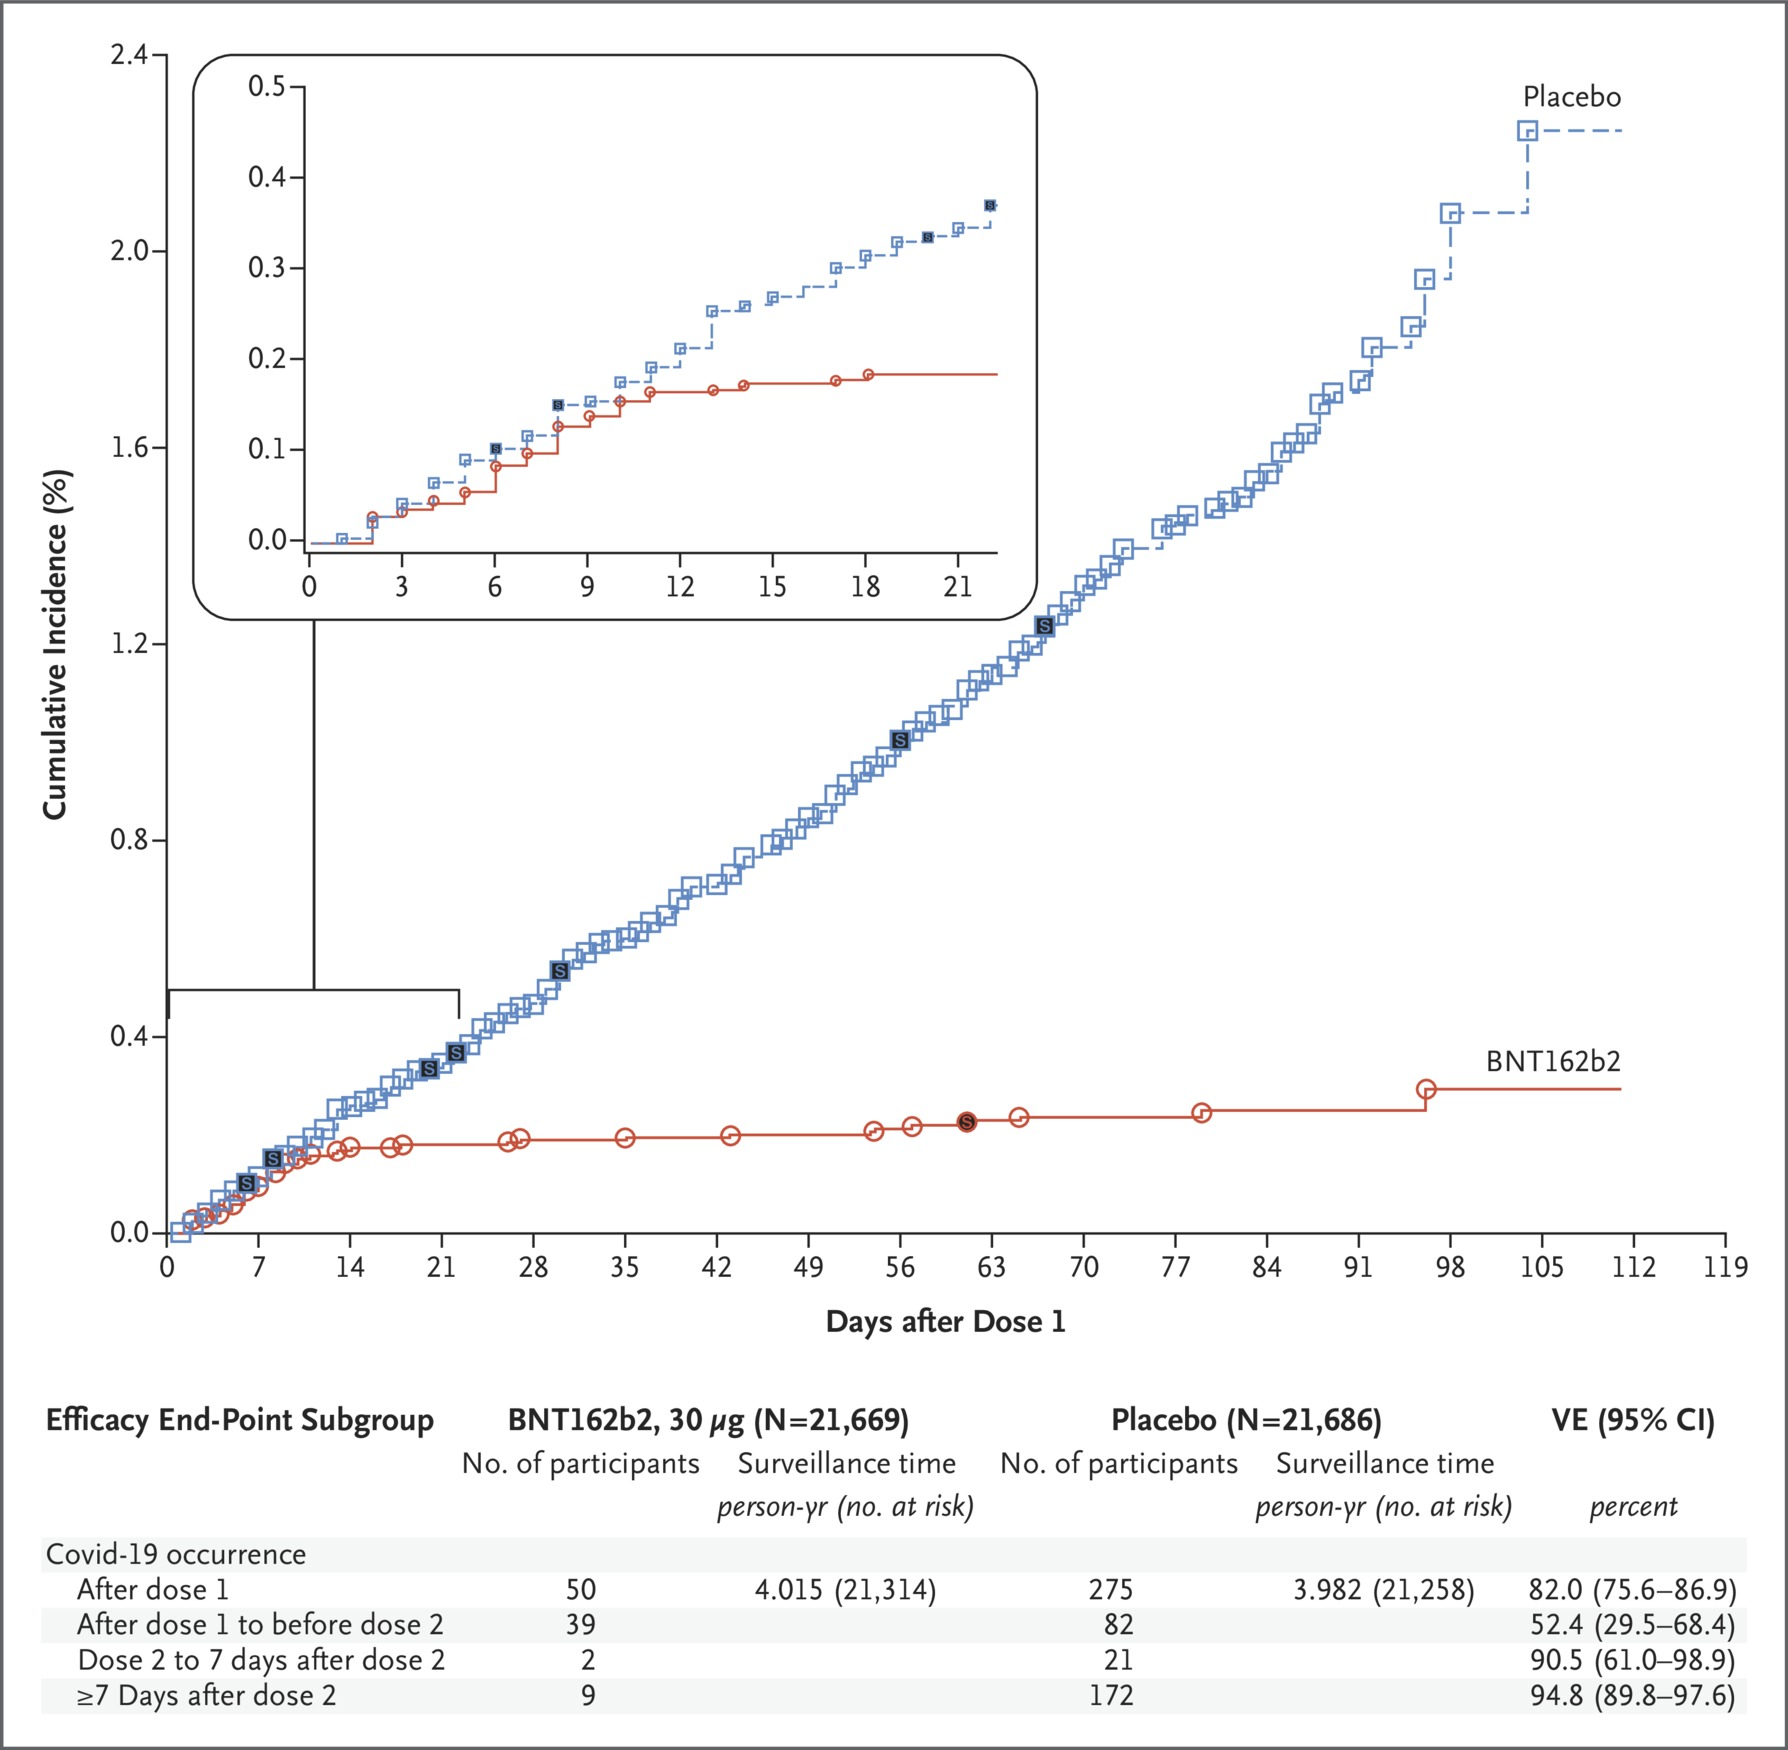 2.4
2.0
1.6
1.2
0.8
0.4
0.0
Cumulative Incidence (%)
0.5
0.4
0.3
0.2
0.1
0.0
0 3 6 9 12 15 18 21
S S S S
Placebo
S S S S S S S
BNT162b2
S
0 7 14 21 28 35 42 49 56 63 70 77 84 91 98 105 112 119
Days after Dose 1
Efficacy End-Point Subgroup BNT162b2, 30 µg (N=21,669) Placebo (N=21,686) VE (95% CI)
No. of participants Surveillance time No. of participants Surveillance time
person-yr (no. at risk) person-yr (no. at risk) percent
Covid-19 occurrence
After dose 1 50 4.015 (21,314) 275 3.982 (21,258) 82.0 (75.6–86.9)
After dose 1 to before dose 2 39 82 52.4 (29.5–68.4)
Dose 2 to 7 days after dose 2 2 21 90.5 (61.0–98.9)
≥7 Days after dose 2 9 172 94.8 (89.8–97.6)